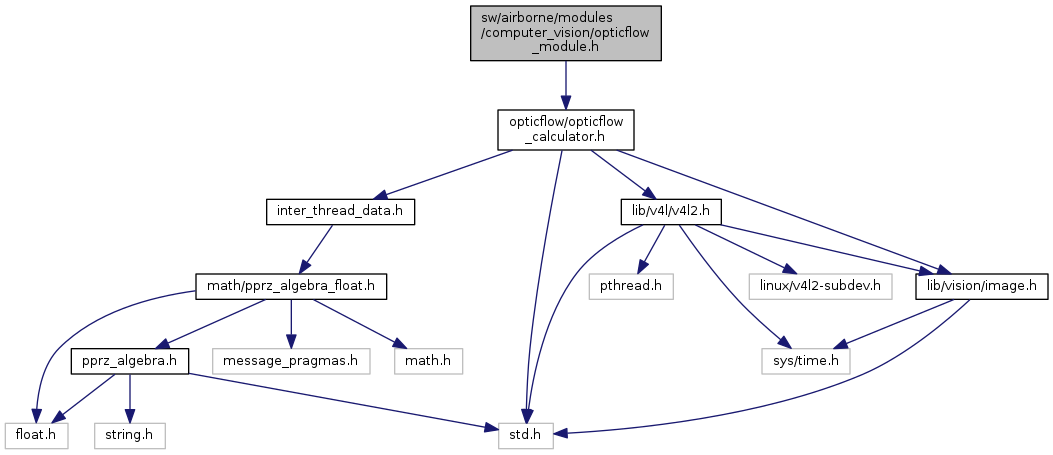 sw/airborne/modules
/computer_vision/opticflow
_module.h
opticflow/opticflow
_calculator.h
inter_thread_data.h
lib/v4l/v4l2.h
math/pprz_algebra_float.h
pthread.h
linux/v4l2-subdev.h
lib/vision/image.h
pprz_algebra.h
message_pragmas.h
math.h
sys/time.h
float.h
string.h
std.h